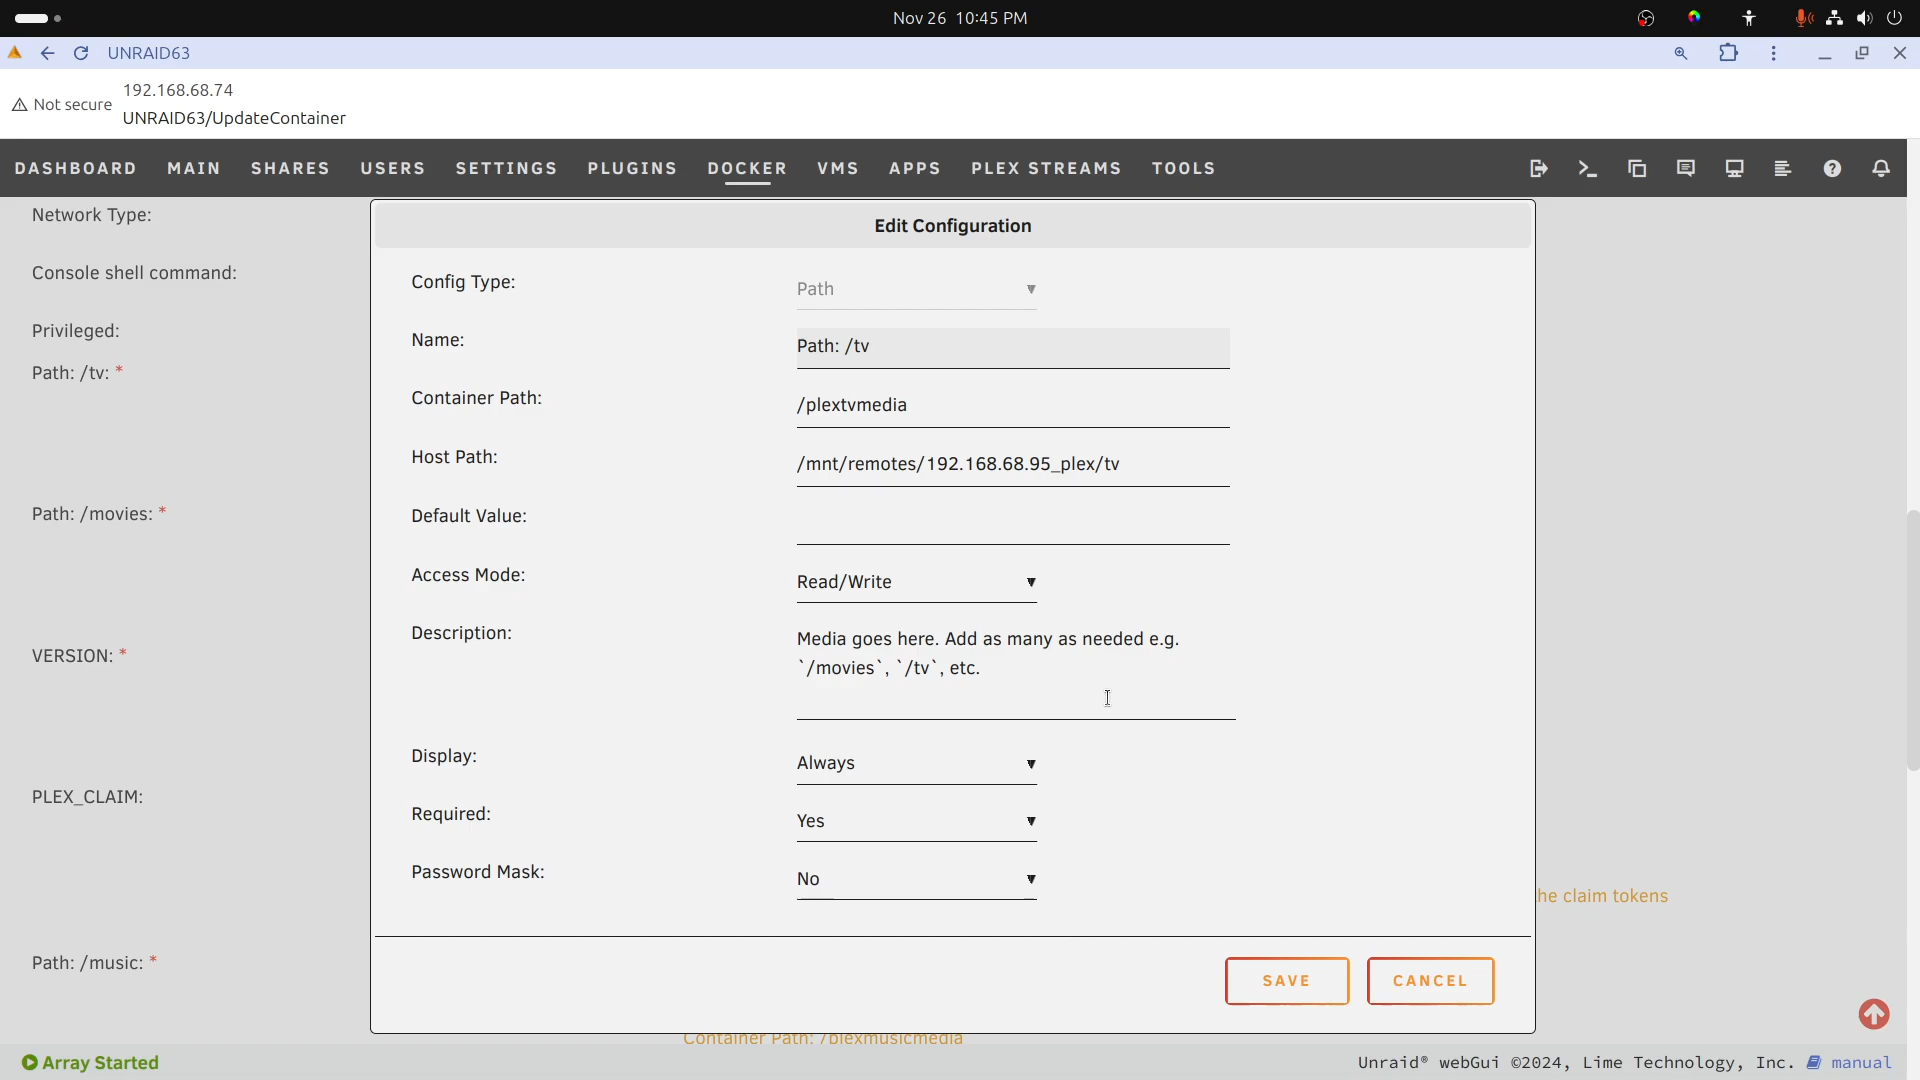 Nov 26 10:45 PM
UNRAID63
Not secure
192.168.68.74
UNRAID63/UpdateContainer
DASHBOARD MAIN SHARES USERS SETTINGS PLUGINS DOCKER VMS APPS PLEX STREAMS TOOLS
Network Type:
Console shell command:
Privileged:
Path: /tv: *
Path: /movies: *
VERSION: *
PLEX_CLAIM:
Path: /music: *
Edit Configuration
Config Type: Path
Name: Path: /tv
Container Path: /plextvmedia
Host Path: /mnt/remotes/192.168.68.95_plex/tv
Default Value:
Access Mode: Read/Write
Description: Media goes here. Add as many as needed e.g.
`/movies`, `/tv`, etc.
Display: Always
Required: Yes
Password Mask: No
he claim tokens
SAVE CANCEL
Container Path: /plexmusicmedia
Array Started
Unraid® webGui ©2024, Lime Technology, Inc. manual